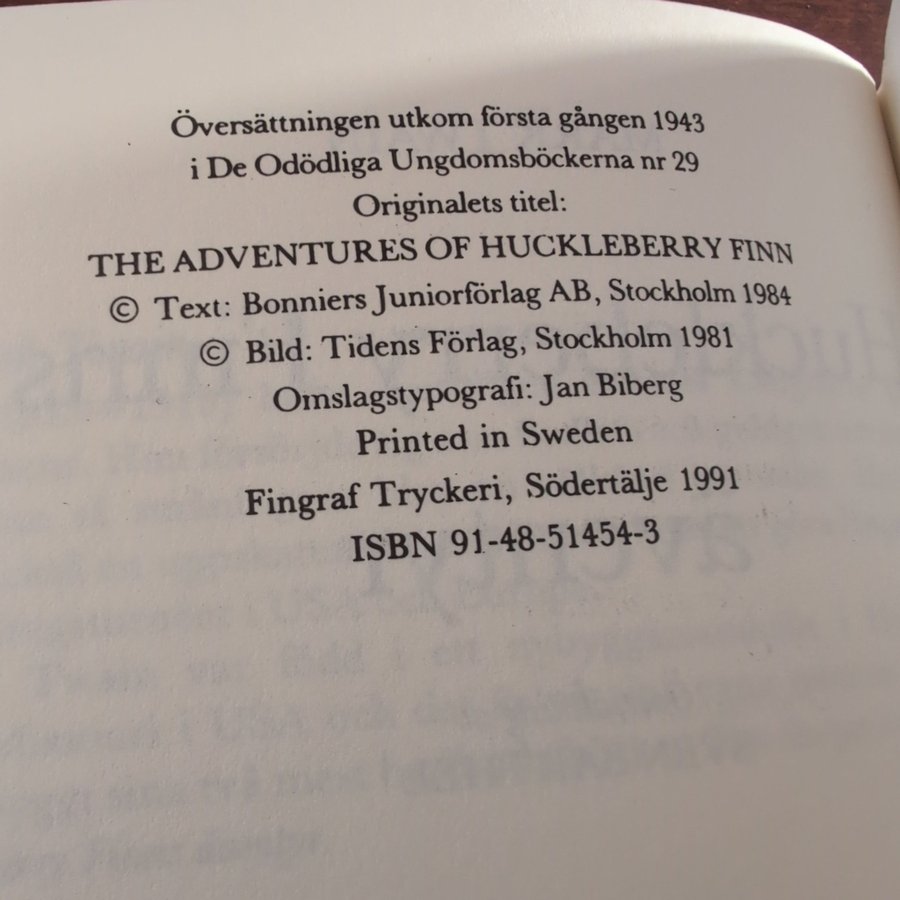 Översättningen utkom första gången 1943
i De Odödliga Ungdomsböckerna nr 29
Originalets titel:
THE ADVENTURES OF HUCKLEBERRY FINN
© Text: Bonniers Juniorförlag AB, Stockholm 1984
© Bild: Tidens Förlag, Stockholm 1981
Omslagstypografi: Jan Biberg
Printed in Sweden
Fingraf Tryckeri, Södertälje 1991
ISBN 91-48-51454-3